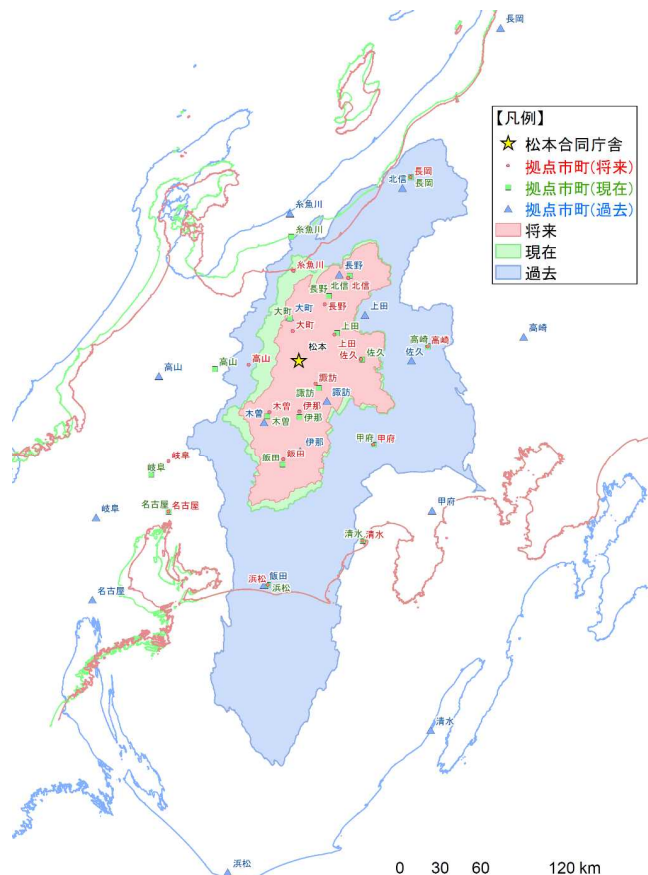 長岡
【凡例】
松本合同庁舎
拠点市町(将来)
拠点市町(現在)
拠点市町(過去)
将来
現在
過去
長岡
長岡
北信
糸魚川
糸魚川
糸魚川
長野
北信
北信
長野
長野
大町
大町
大町
上田
上田
上田
高崎
高崎
高崎
松本
佐久
佐久
佐久
高山
高山
高山
諏訪
諏訪
諏訪
木曽
木曽
木曽
伊那
伊那
伊那
飯田
飯田
甲府
甲府
甲府
岐阜
岐阜
岐阜
名古屋
名古屋
名古屋
清水
清水
浜松
飯田
浜松
清水
浜松
0 30 60 120 km